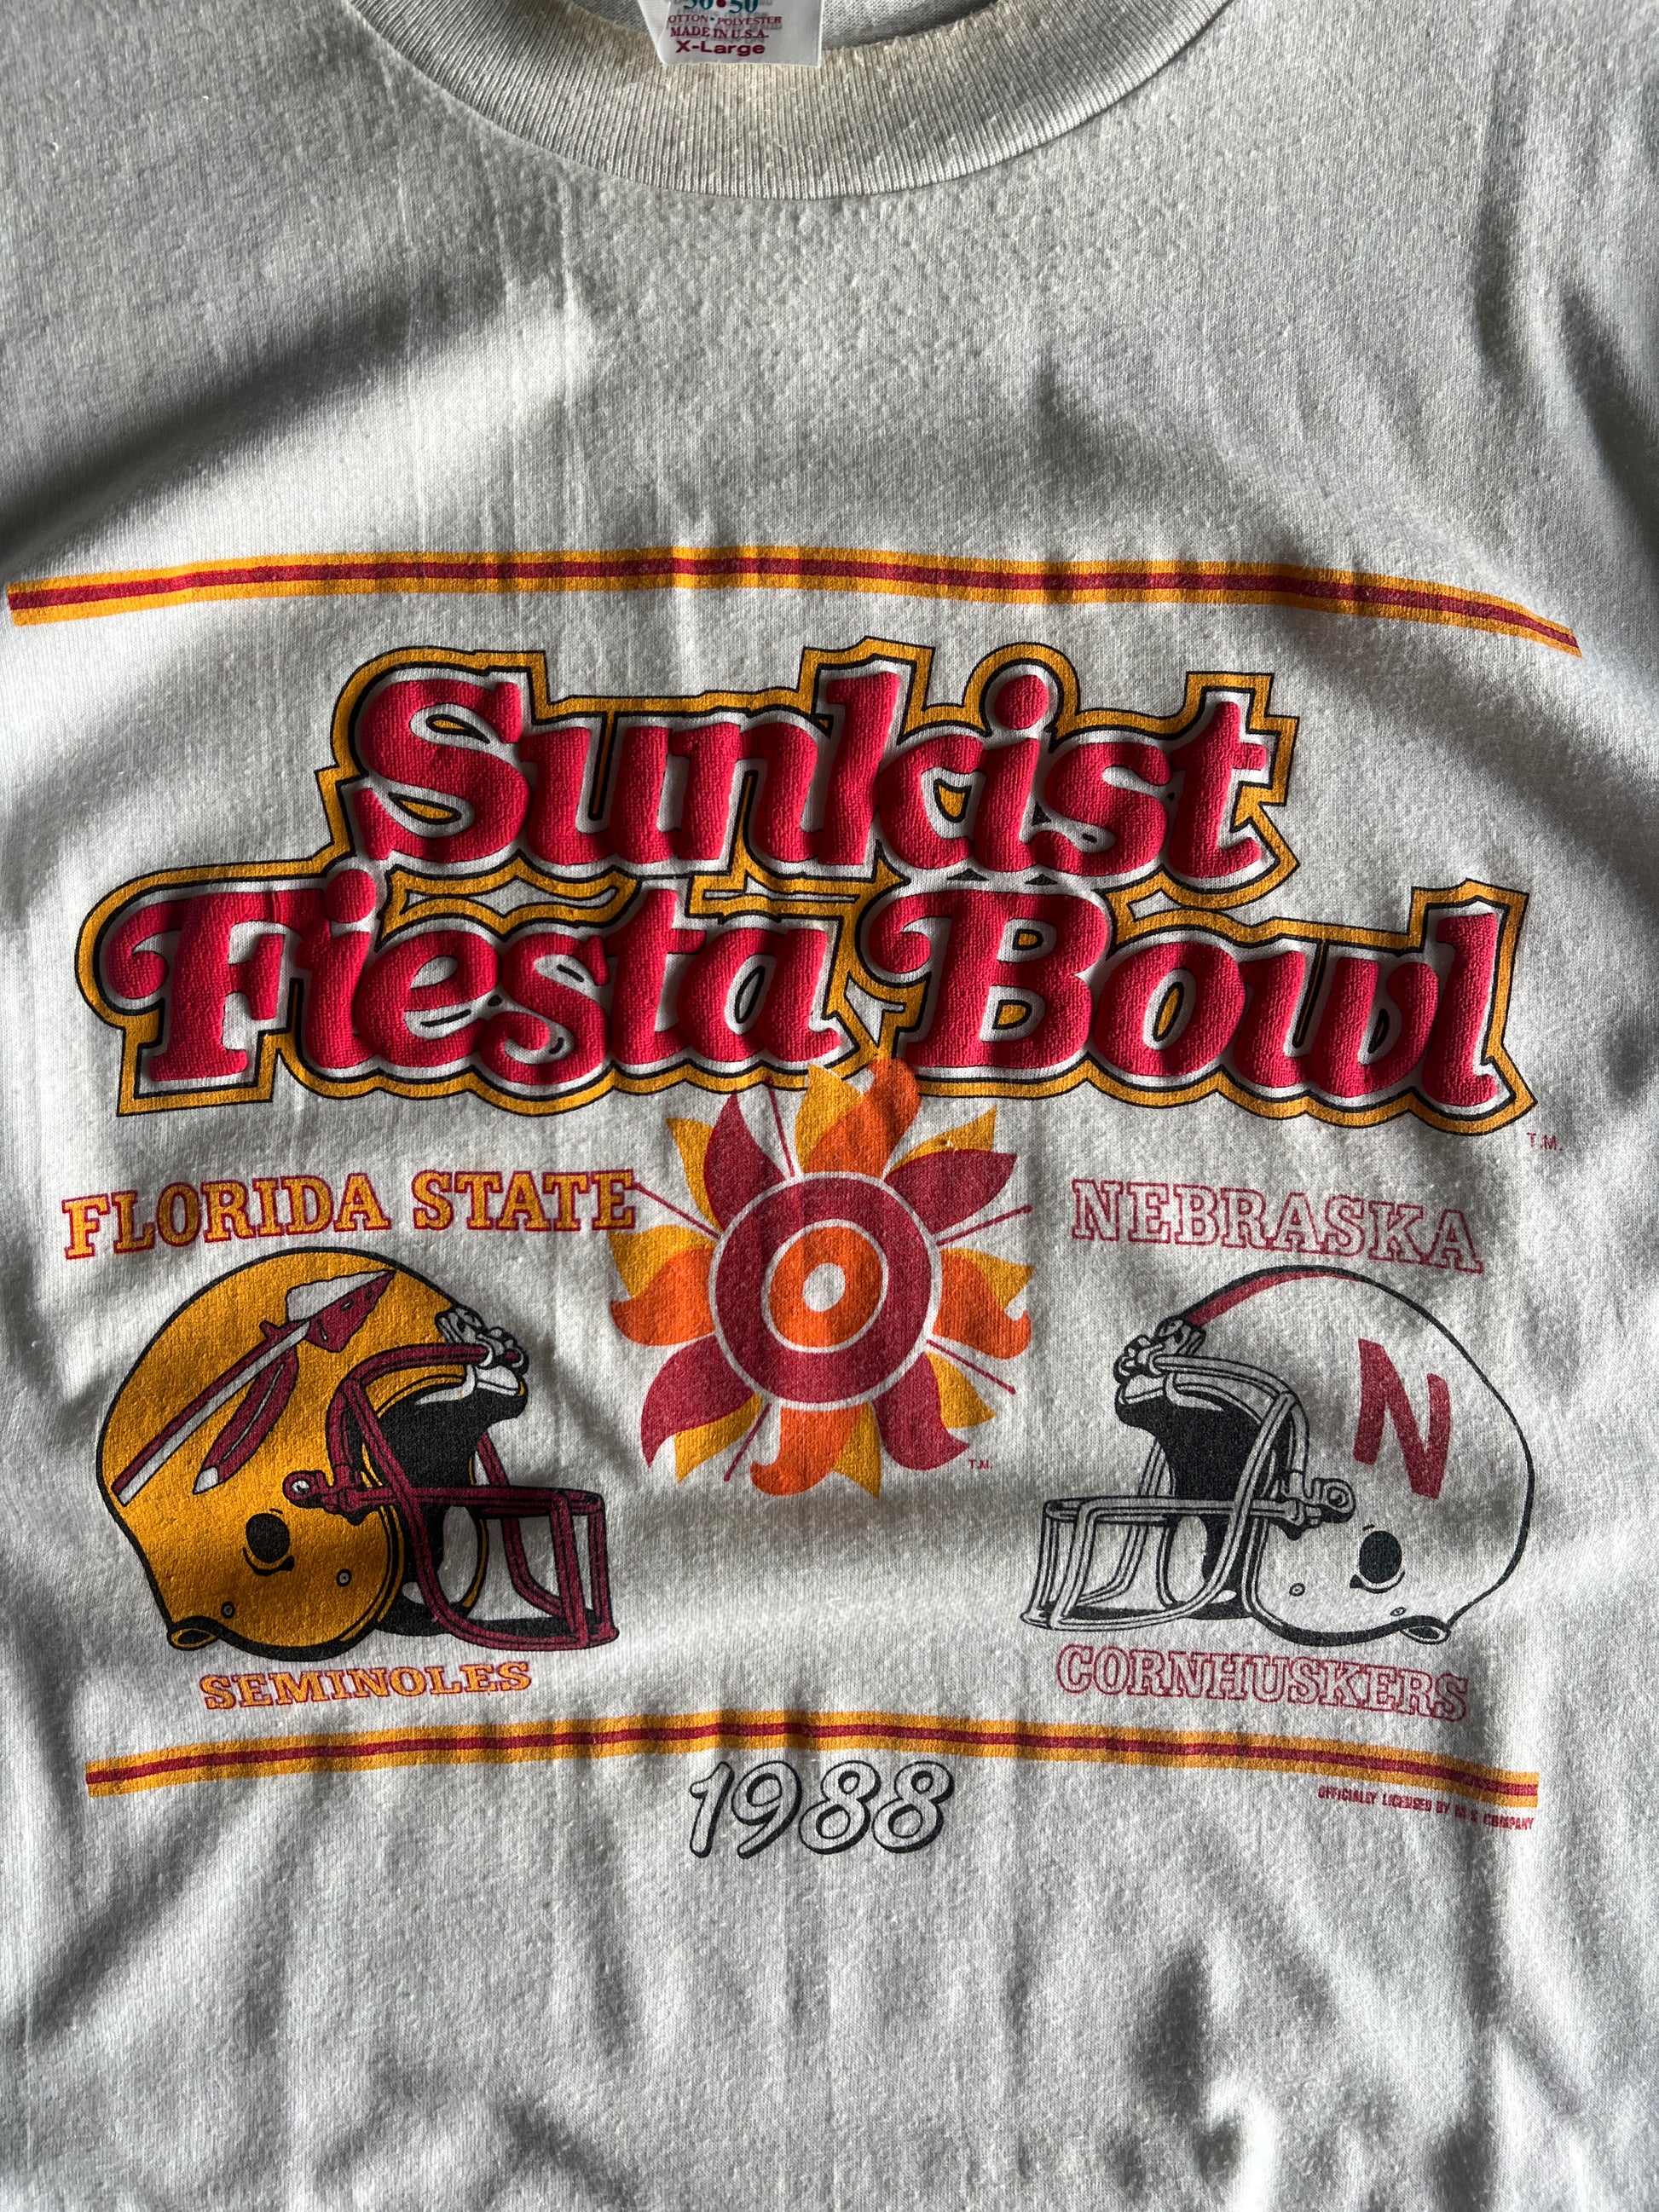 50•50
COTTON•POLYESTER
MADE IN U.S.A.
X-Large
Sunkist
Fiesta Bowl
T.M.
FLORIDA STATE
NEBRASKA
N
T.M.
SEMINOLES
CORNHUSKERS
1988
OFFICIALLY LICENSED BY M S COMPANY